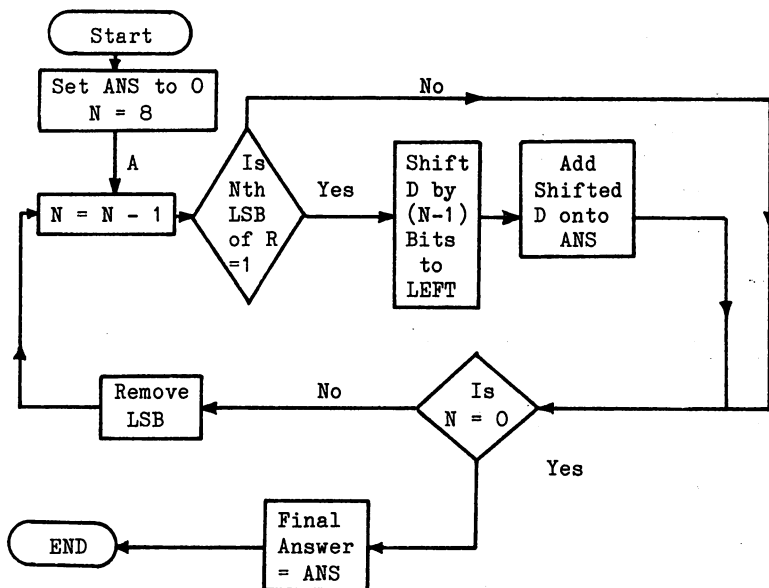 Start
Set ANS to 0
N = 8
A
N = N - 1
Is
Nth
LSB
of R
=1
No
Yes
Shift
D by
(N-1)
Bits
to
LEFT
Add
Shifted
D onto
ANS
Remove
LSB
No
Is
N = 0
Yes
Final
Answer
= ANS
END